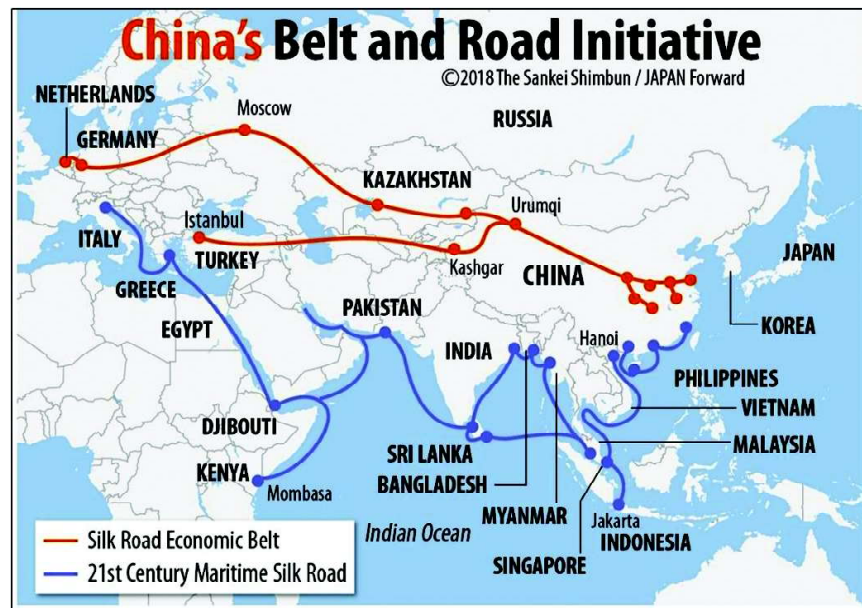 China's Belt and Road Initiative
©2018 The Sankei Shimbun / JAPAN Forward
NETHERLANDS
Moscow
RUSSIA
GERMANY
KAZAKHSTAN
Urumqi
Istanbul
ITALY
TURKEY
Kashgar
CHINA
JAPAN
GREECE
PAKISTAN
EGYPT
INDIA
Hanoi
KOREA
PHILIPPINES
DJIBOUTI
VIETNAM
SRI LANKA
MALAYSIA
KENYA
Mombasa
BANGLADESH
MYANMAR
Jakarta
Indian Ocean
INDONESIA
SINGAPORE
Silk Road Economic Belt
21st Century Maritime Silk Road